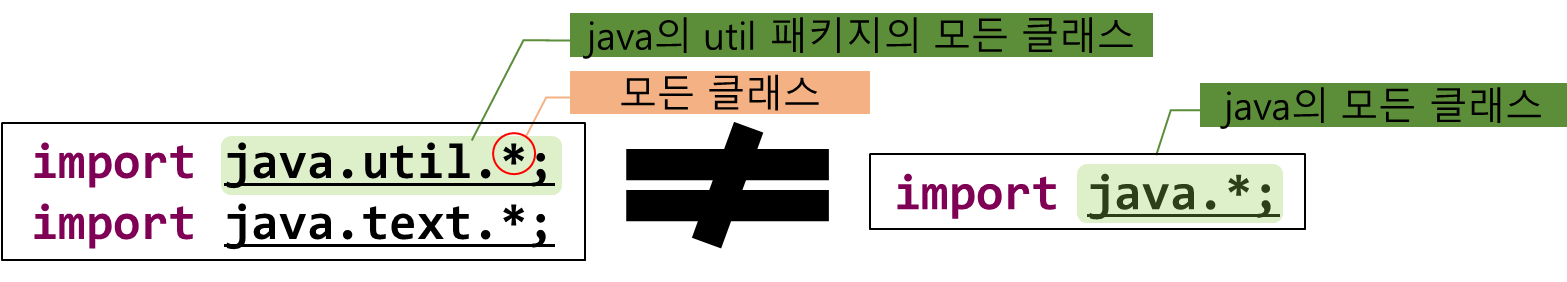 java의 util 패키지의 모든 클래스
모든 클래스
java의 모든 클래스
import java.util.*;
import java.text.*;
≠
import java.*;